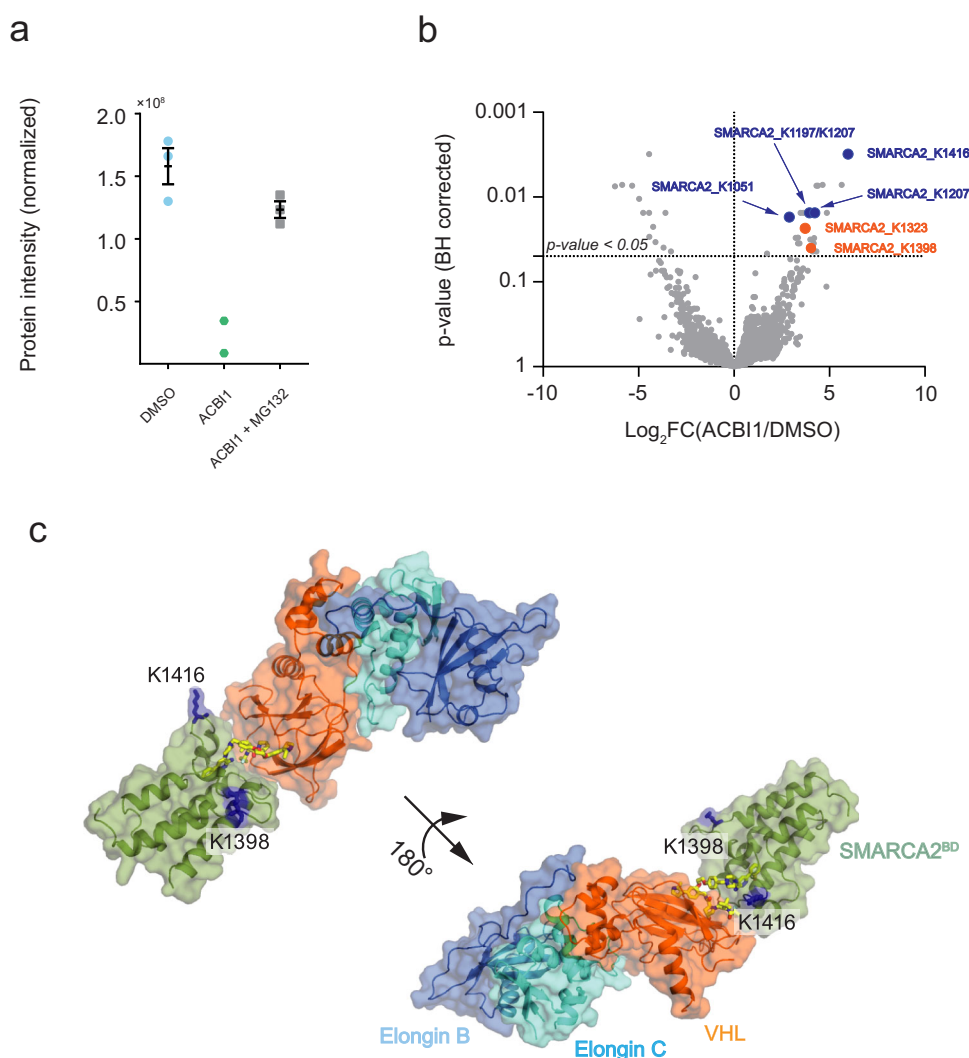 a
Protein intensity (normalized)
×10⁸
2.0
1.5
1.0
0.5
DMSO
ACBI1
ACBI1 + MG132
b
p-value (BH corrected)
0.001
0.01
0.1
1
SMARCA2_K1197/K1207
SMARCA2_K1416
SMARCA2_K1051
SMARCA2_K1207
SMARCA2_K1323
SMARCA2_K1398
p-value < 0.05
-10
-5
0
5
10
Log₂FC(ACBI1/DMSO)
c
K1416
K1398
180°
K1398
SMARCA2ᴮᴰ
K1416
Elongin B
Elongin C
VHL